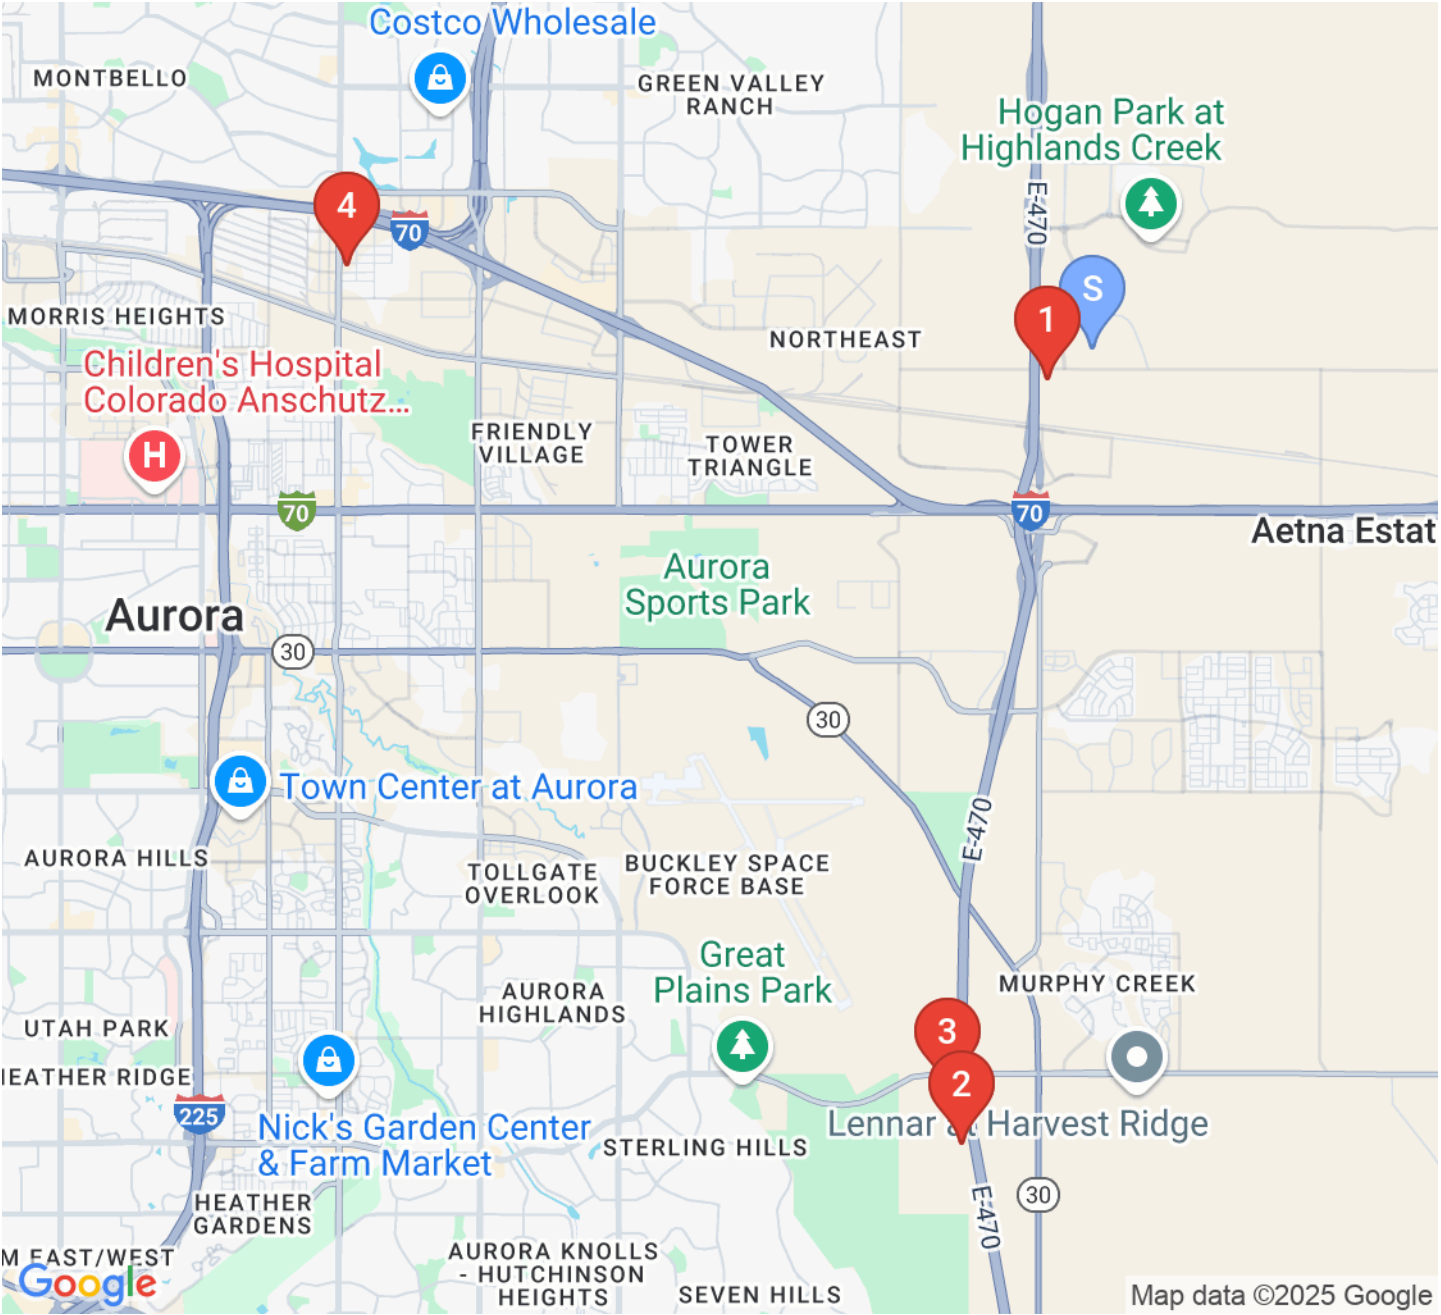 Costco Wholesale
MONTBELLO
GREEN VALLEY
RANCH
Hogan Park at
Highlands Creek
E-470
4
70
S
1
MORRIS HEIGHTS
NORTHEAST
Children's Hospital
Colorado Anschutz...
H
FRIENDLY
VILLAGE
TOWER
TRIANGLE
70
70
Aetna Estat
Aurora
Sports Park
Aurora
30
30
Town Center at Aurora
E-470
AURORA HILLS
TOLLGATE
OVERLOOK
BUCKLEY SPACE
FORCE BASE
Great
Plains Park
MURPHY CREEK
AURORA
HIGHLANDS
UTAH PARK
3
HEATHER RIDGE
2
225
Nick's Garden Center
& Farm Market
Lennar at Harvest Ridge
STERLING HILLS
30
HEATHER
GARDENS
E-470
M EAST/WEST
AURORA KNOLLS
- HUTCHINSON
HEIGHTS
SEVEN HILLS
Google
Map data ©2025 Google